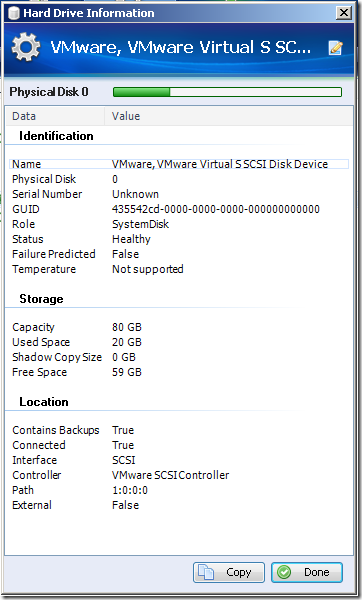 Hard Drive Information
VMware, VMware Virtual S SC...
Physical Disk 0
Data Value
Identification
Name VMware, VMware Virtual S SCSI Disk Device
Physical Disk 0
Serial Number Unknown
GUID 435542cd-0000-0000-0000-000000000000
Role SystemDisk
Status Healthy
Failure Predicted False
Temperature Not supported
Storage
Capacity 80 GB
Used Space 20 GB
Shadow Copy Size 0 GB
Free Space 59 GB
Location
Contains Backups True
Connected True
Interface SCSI
Controller VMware SCSI Controller
Path 1:0:0:0
External False
Copy Done